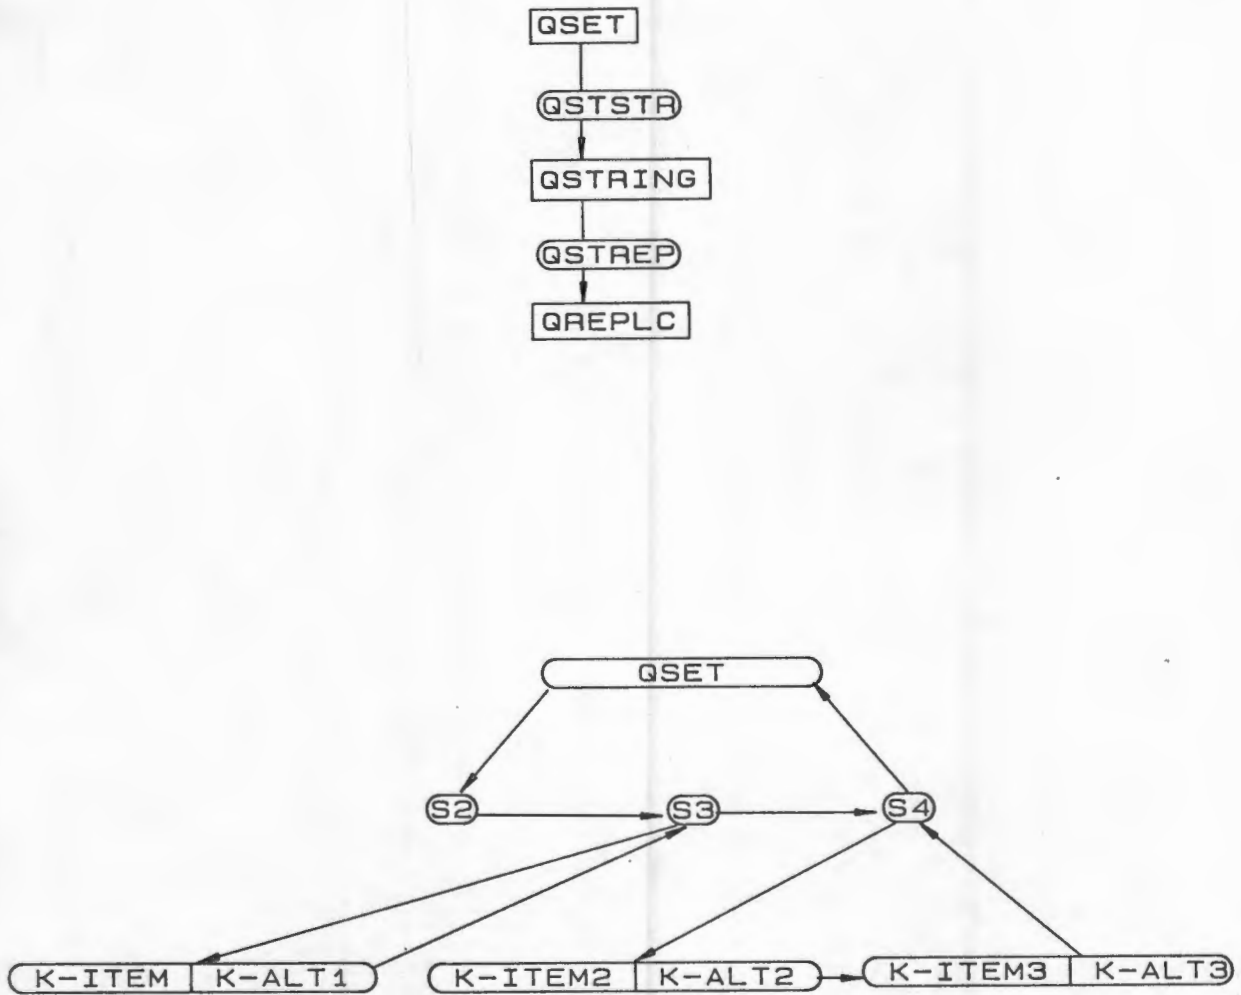 QSET
QSTSTR
QSTRING
QSTREP
QREPLC
QSET
S2 S3 S4
K-ITEM K-ALT1 K-ITEM2 K-ALT2 K-ITEM3 K-ALT3